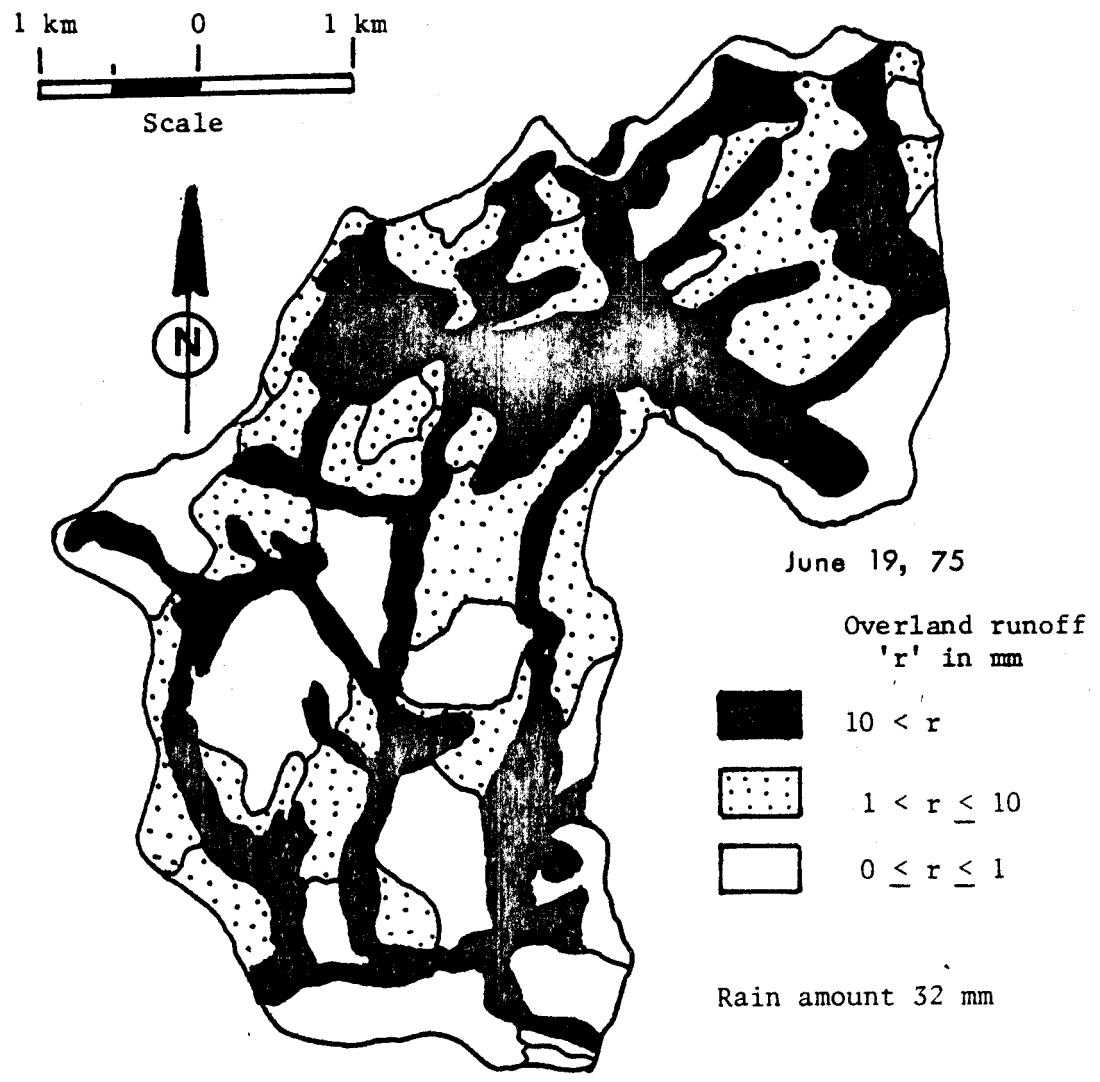 1 km 0 1 km
Scale
N
June 19, 75
Overland runoff
'r' in mm
10 < r
1 < r ≤ 10
0 ≤ r ≤ 1
Rain amount 32 mm